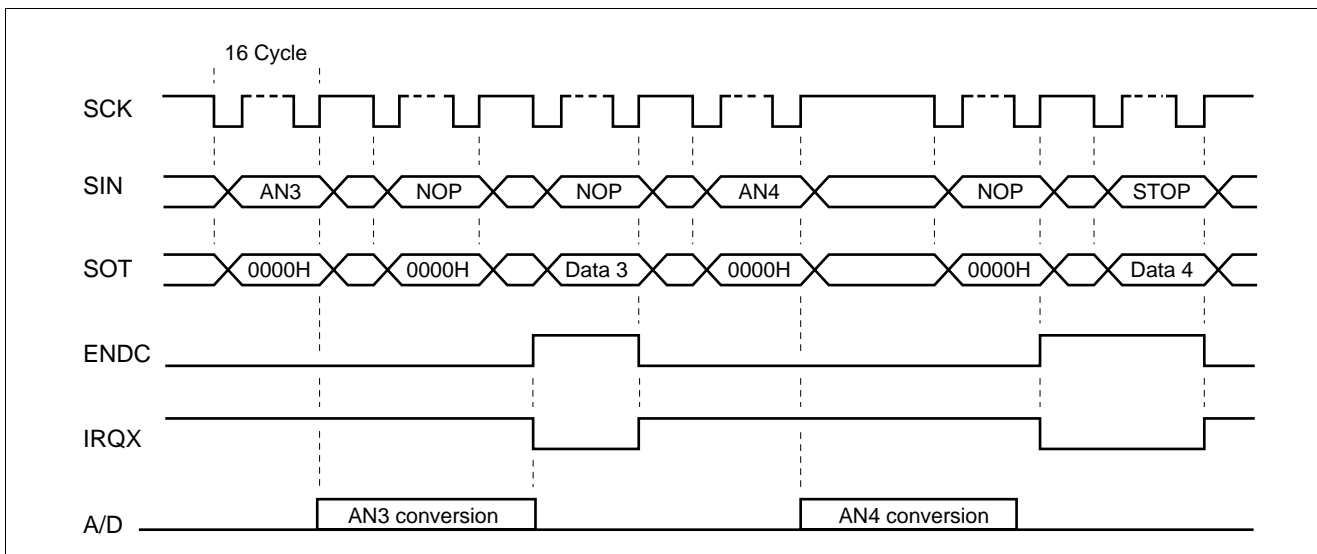 16 Cycle
SCK
SIN AN3 NOP NOP AN4 NOP STOP
SOT 0000H 0000H Data 3 0000H 0000H Data 4
ENDC
IRQX
A/D AN3 conversion AN4 conversion